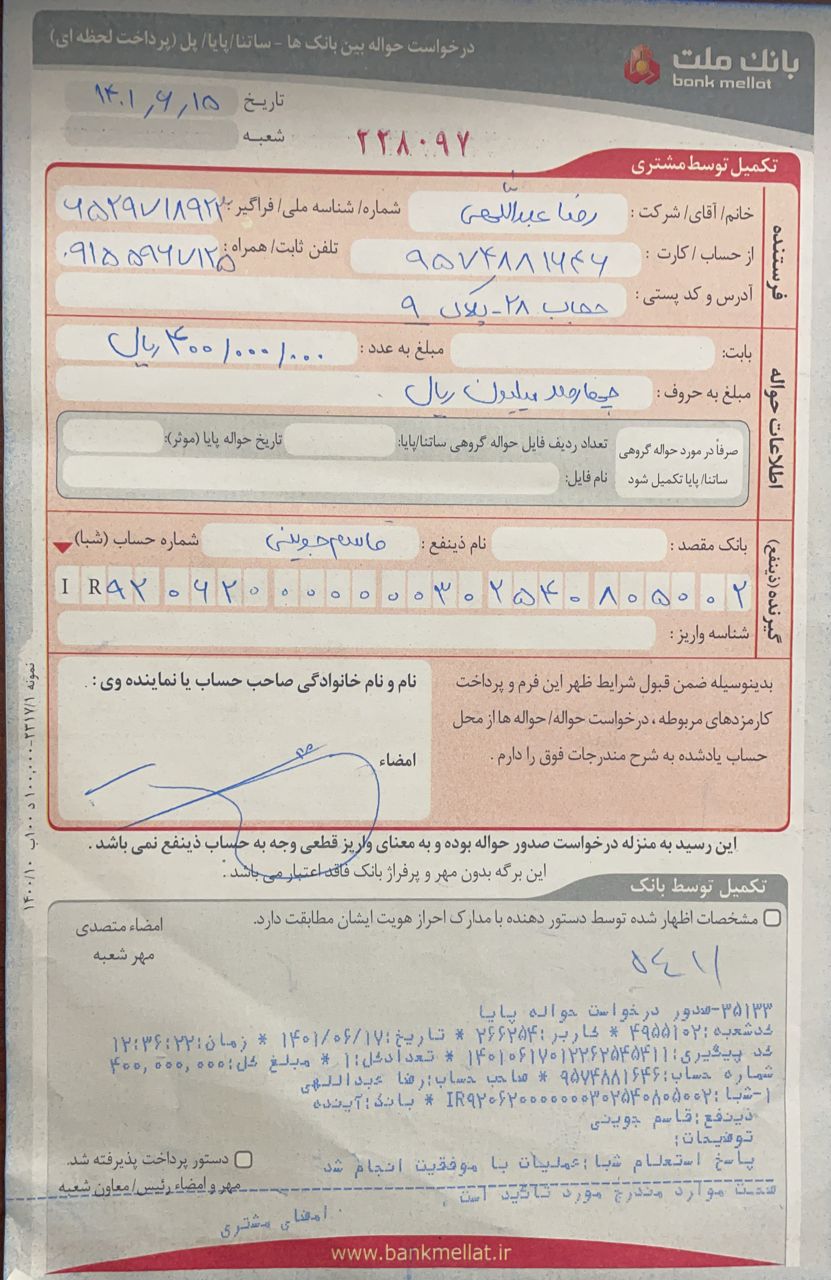 درخواست حواله بین بانک ها - ساتنا/پایا/ پل (پرداخت لحظه ای)
بانک ملت
bank mellat
تاریخ ۱۴۰۱٫۶٫۱۵
شعبه
۲۲۸۰۹۷
تکمیل توسط مشتری
فرستنده
خانم/ آقای/ شرکت : رضا عبداللهی شماره/ شناسه ملی/ فراگیر :
از حساب / کارت : ۹۵۷۴۸۸۱۶۴۶ تلفن ثابت/ همراه : ۰۹۱۵۵۹۶۷۱۲۵
آدرس و کد پستی : حجاب ۲۸ - پلاک ۹
اطلاعات حواله
بابت: مبلغ به عدد : ۴۰۰/۰۰۰/۰۰۰ ریال
مبلغ به حروف : چهارصد میلیون ریال
صرفاً در مورد حواله گروهی ساتنا/ پایا تکمیل شود
تعداد ردیف فایل حواله گروهی ساتنا/پایا: تاریخ حواله پایا (موثر):
نام فایل:
گیرنده (ذینفع)
بانک مقصد : نام ذینفع : قاسم جوینی شماره حساب (شبا)
IR۹۲۰۶۲۰۰۰۰۰۰۰۰۳۰۲۵۴۰۸۰۵۰۰۲
شناسه واریز :
بدینوسیله ضمن قبول شرایط ظهر این فرم و پرداخت
کارمزدهای مربوطه ، درخواست حواله/ حواله ها از محل
حساب یادشده به شرح مندرجات فوق را دارم .
نام و نام خانوادگی صاحب حساب یا نماینده وی :
امضاء
این رسید به منزله درخواست صدور حواله بوده و به معنای واریز قطعی وجه به حساب ذینفع نمی باشد .
این برگه بدون مهر و پرفراژ بانک فاقد اعتبار می باشد .
نمونه ۲۳۱۷/۱-۱۰۰,۰۰۰ د ۱۰۰ب ۱۴۰۰/۱۰
تکمیل توسط بانک
مشخصات اظهار شده توسط دستور دهنده با مدارک احراز هویت ایشان مطابقت دارد.
امضاء متصدی
مهر شعبه
۳۵۱۳۳-صدور درخواست حواله پایا
کدشعبه:۴۹۵۵۱۰۲ * کاربر:۲۶۶۲۵۴ * تاریخ:۱۴۰۱/۰۶/۱۷ * زمان:۱۲:۳۶:۲۲
کد پیگیری:۱۴۰۱۰۶۱۷۰۱۲۲۶۲۵۴۵۴۱۱ * تعدادکل:۱ * مبلغ کل:۴۰۰,۰۰۰,۰۰۰
شماره حساب:۹۵۷۴۸۸۱۶۴۶ * صاحب حساب:رضا عبداللهی
۱-شبا:IR۹۲۰۶۲۰۰۰۰۰۰۰۰۳۰۲۵۴۰۸۰۵۰۰۲ * بانک:آینده
ذینفع:قاسم جوینی
توضیحات:
پاسخ استعلام شبا:عملیات با موفقیت انجام شد
صحت موارد مندرج مورد تائید است .
امضای مشتری
دستور پرداخت پذیرفته شد.
مهر و امضاء رئیس/ معاون شعبه
www.bankmellat.ir